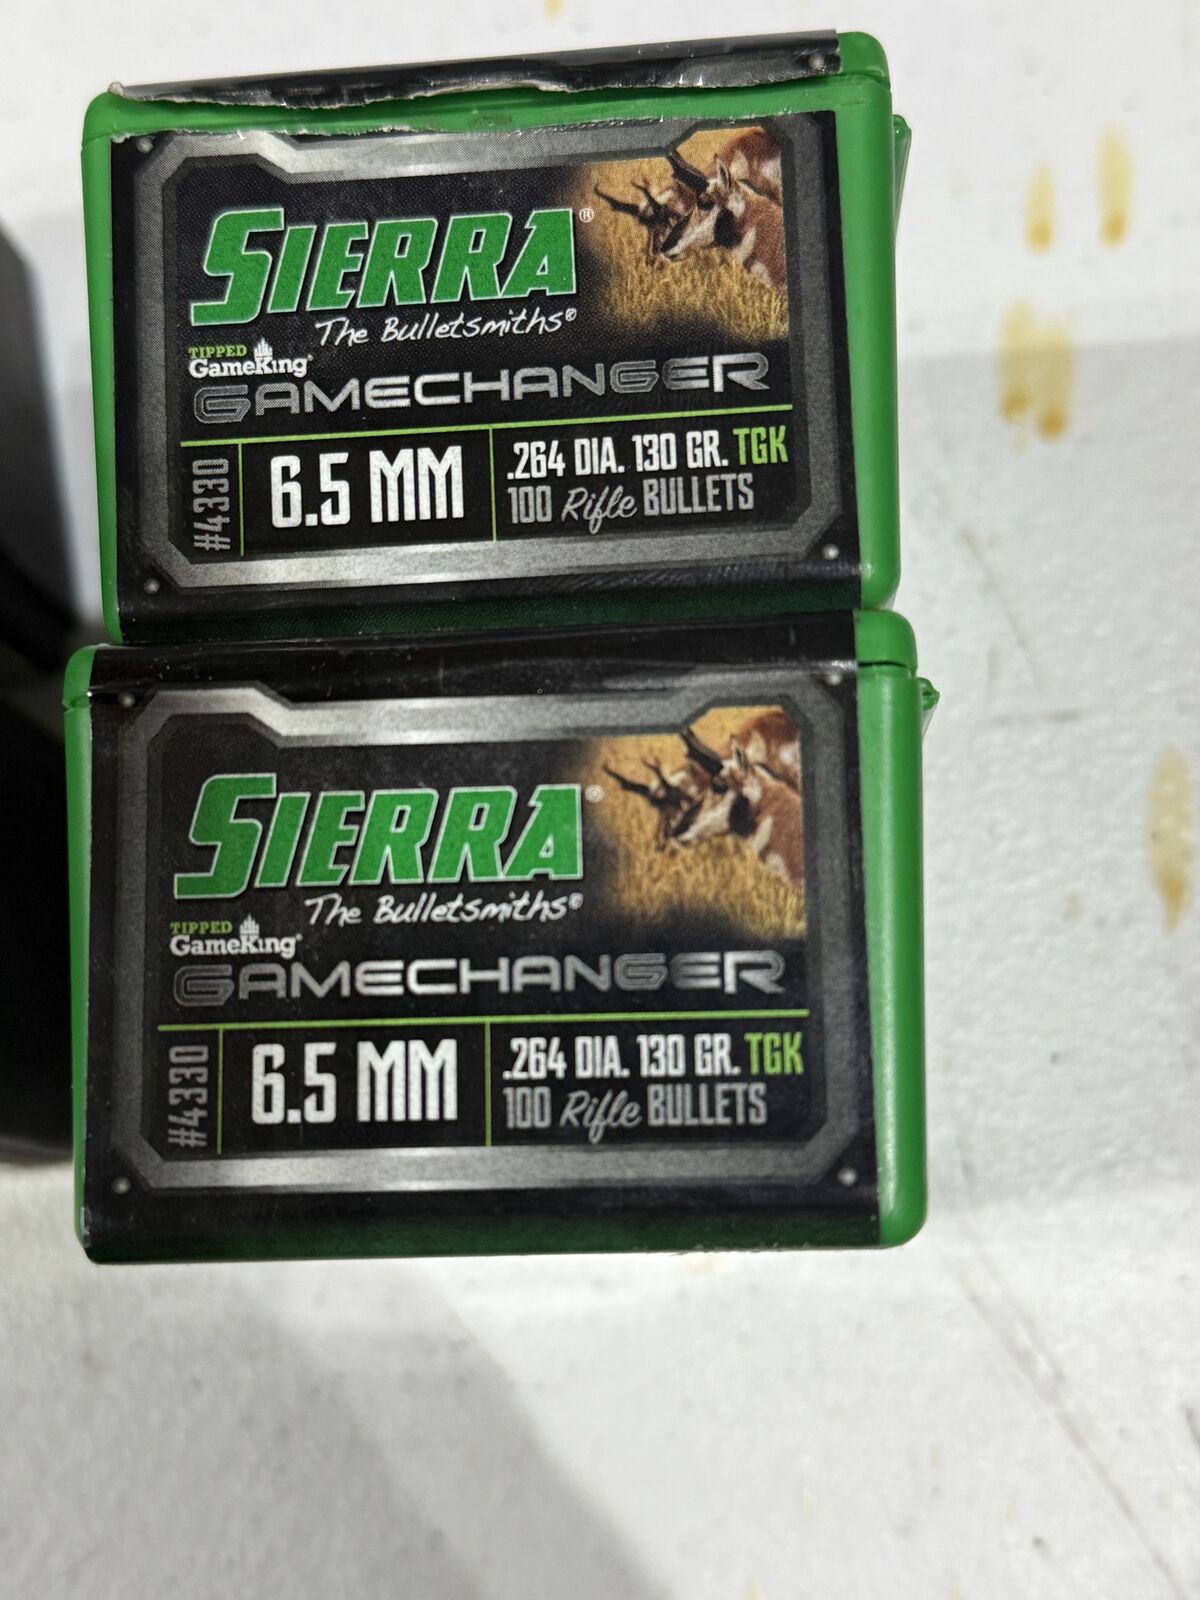 SIERRA®
The Bulletsmiths®
TIPPED
GameKing®
GAMECHANGER
#4330
6.5 MM
.264 DIA. 130 GR. TGK
100 Rifle BULLETS
SIERRA®
The Bulletsmiths®
TIPPED
GameKing®
GAMECHANGER
#4330
6.5 MM
.264 DIA. 130 GR. TGK
100 Rifle BULLETS